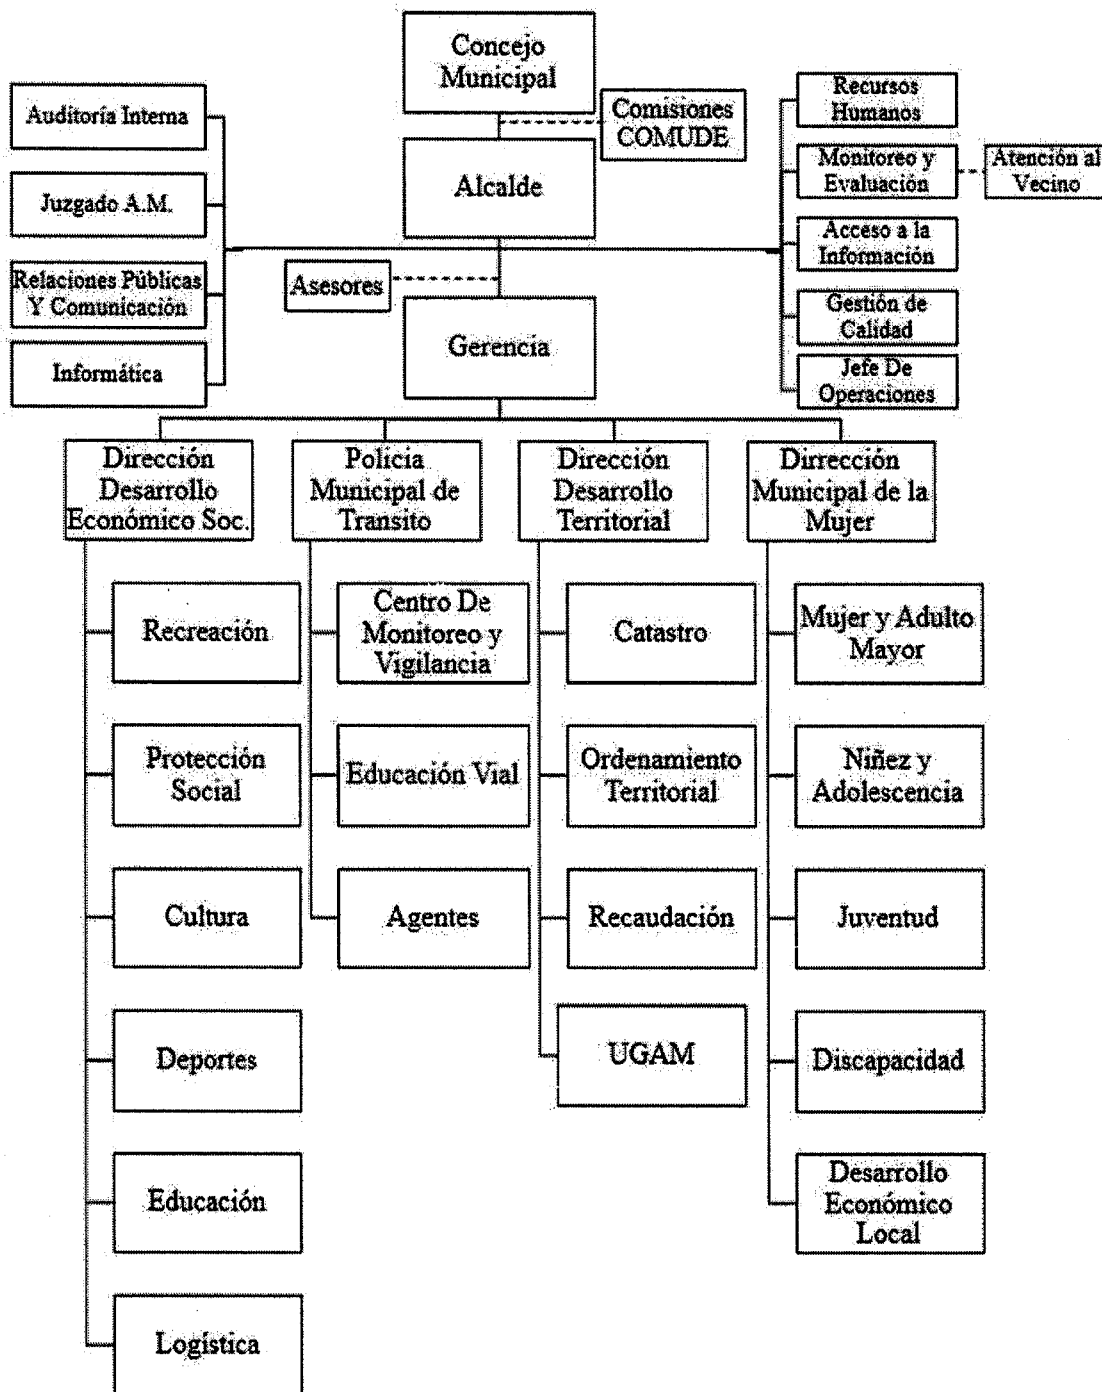 Concejo
Municipal
Comisiones
COMUDE
Alcalde
Auditoría Interna
Juzgado A.M.
Relaciones Públicas
Y Comunicación
Informática
Recursos
Humanos
Monitoreo y
Evaluación
Atención al
Vecino
Acceso a la
Información
Gestión de
Calidad
Jefe De
Operaciones
Asesores
Gerencia
Dirección
Desarrollo
Económico Soc.
Policia
Municipal de
Transito
Dirección
Desarrollo
Territorial
Dirrección
Municipal de la
Mujer
Recreación
Protección
Social
Cultura
Deportes
Educación
Logística
Centro De
Monitoreo y
Vigilancia
Educación Vial
Agentes
Catastro
Ordenamiento
Territorial
Recaudación
UGAM
Mujer y Adulto
Mayor
Niñez y
Adolescencia
Juventud
Discapacidad
Desarrollo
Económico
Local